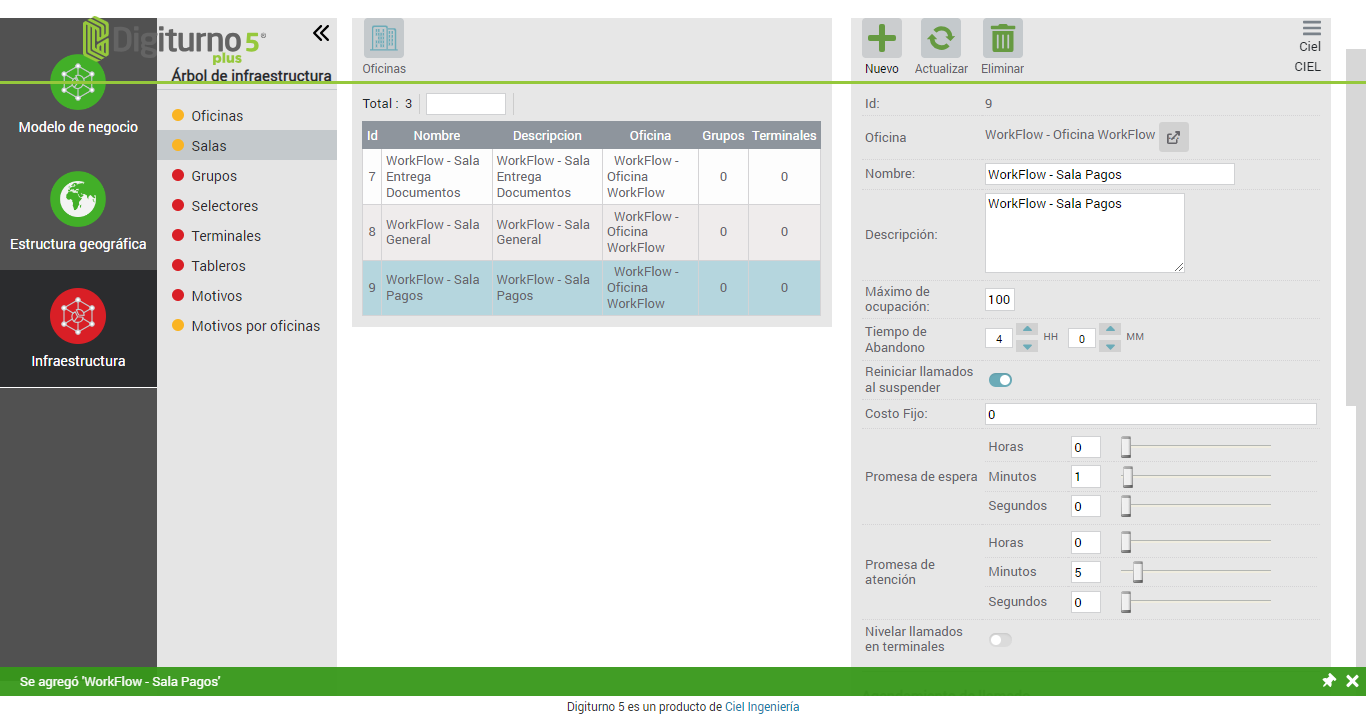 Digiturno 5®
plus
Árbol de infraestructura
Modelo de negocio
Estructura geográfica
Infraestructura
Oficinas
Salas
Grupos
Selectores
Terminales
Tableros
Motivos
Motivos por oficinas
Oficinas
Total : 3
Id Nombre Descripcion Oficina Grupos Terminales
WorkFlow - Sala WorkFlow - Sala WorkFlow -
7 Entrega Entrega Oficina 0 0
Documentos Documentos WorkFlow
WorkFlow - Sala WorkFlow - Sala WorkFlow -
8 General General Oficina 0 0
WorkFlow
WorkFlow - Sala WorkFlow - Sala WorkFlow -
9 Pagos Pagos Oficina 0 0
WorkFlow
Nuevo Actualizar Eliminar
Ciel
CIEL
Id: 9
Oficina WorkFlow - Oficina WorkFlow
Nombre: WorkFlow - Sala Pagos
Descripción: WorkFlow - Sala Pagos
Máximo de
ocupación: 100
Tiempo de
Abandono 4 HH 0 MM
Reiniciar llamados
al suspender
Costo Fijo: 0
Promesa de espera
Horas 0
Minutos 1
Segundos 0
Promesa de
atención
Horas 0
Minutos 5
Segundos 0
Nivelar llamados
en terminales
Se agregó 'WorkFlow - Sala Pagos'
Digiturno 5 es un producto de Ciel Ingeniería